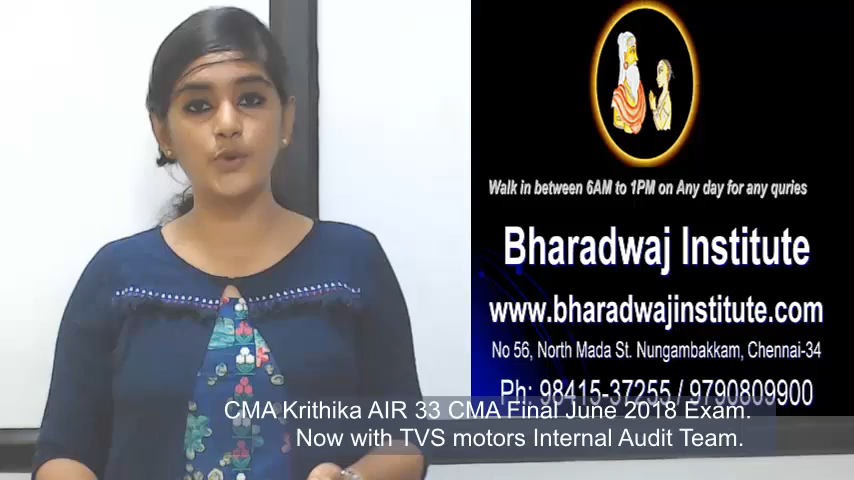 Walk in between 6AM to 1PM on Any day for any quries
Bharadwaj Institute
www.bharadwajinstitute.com
No 56, North Mada St. Nungambakkam, Chennai-34
Ph: 98415-37255 / 9790809900
CMA Krithika AIR 33 CMA Final June 2018 Exam.
Now with TVS motors Internal Audit Team.